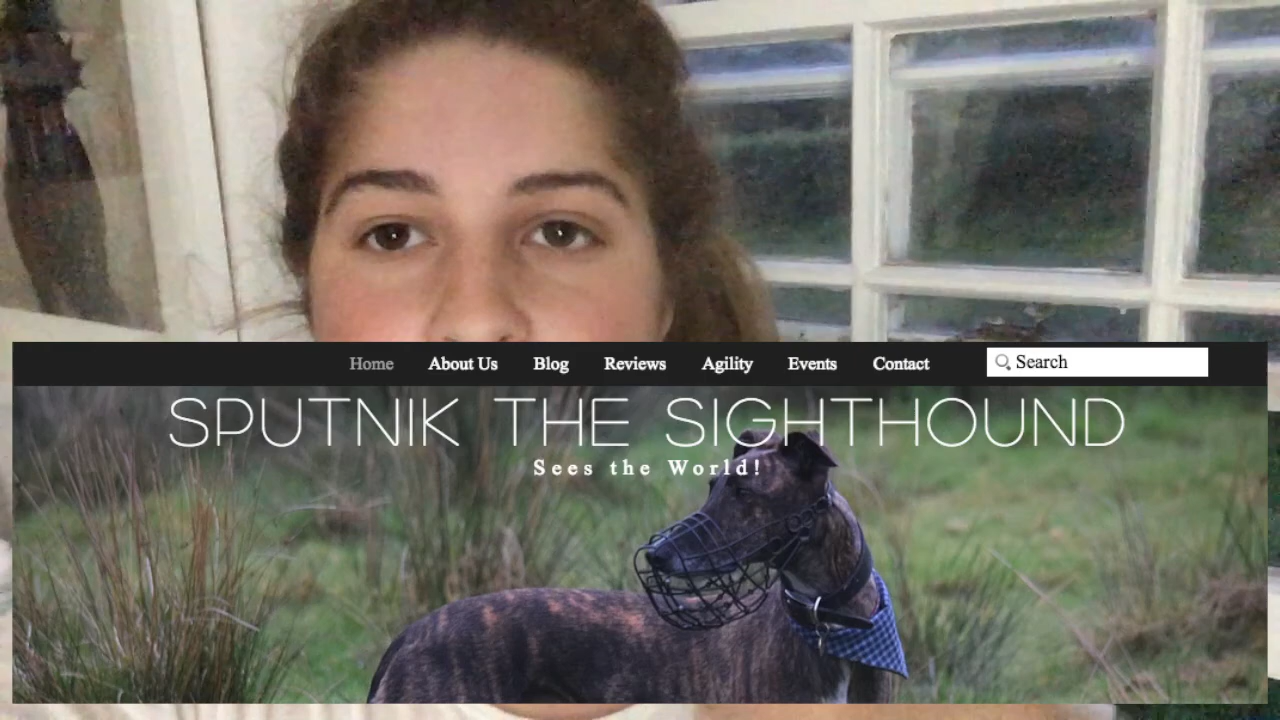 Home About Us Blog Reviews Agility Events Contact Search
SPUTNIK THE SIGHTHOUND
Sees the World!